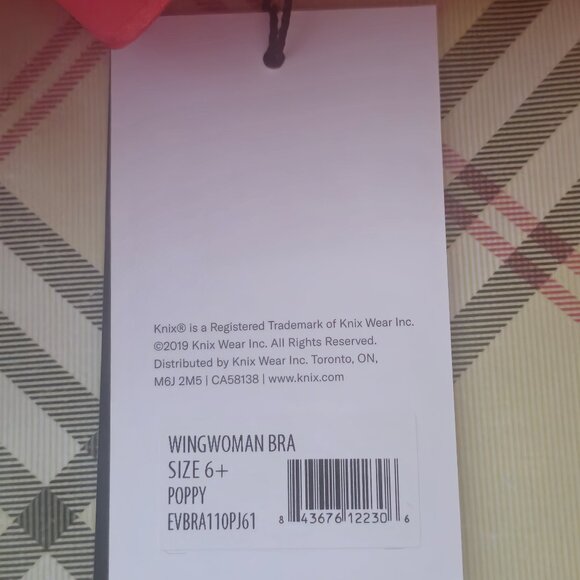 Knix® is a Registered Trademark of Knix Wear Inc.
©2019 Knix Wear Inc. All Rights Reserved.
Distributed by Knix Wear Inc. Toronto, ON,
M6J 2M5 | CA58138 | www.knix.com
WINGWOMAN BRA
SIZE 6+
POPPY
EVBRA110PJ61
8 43676 12230 6